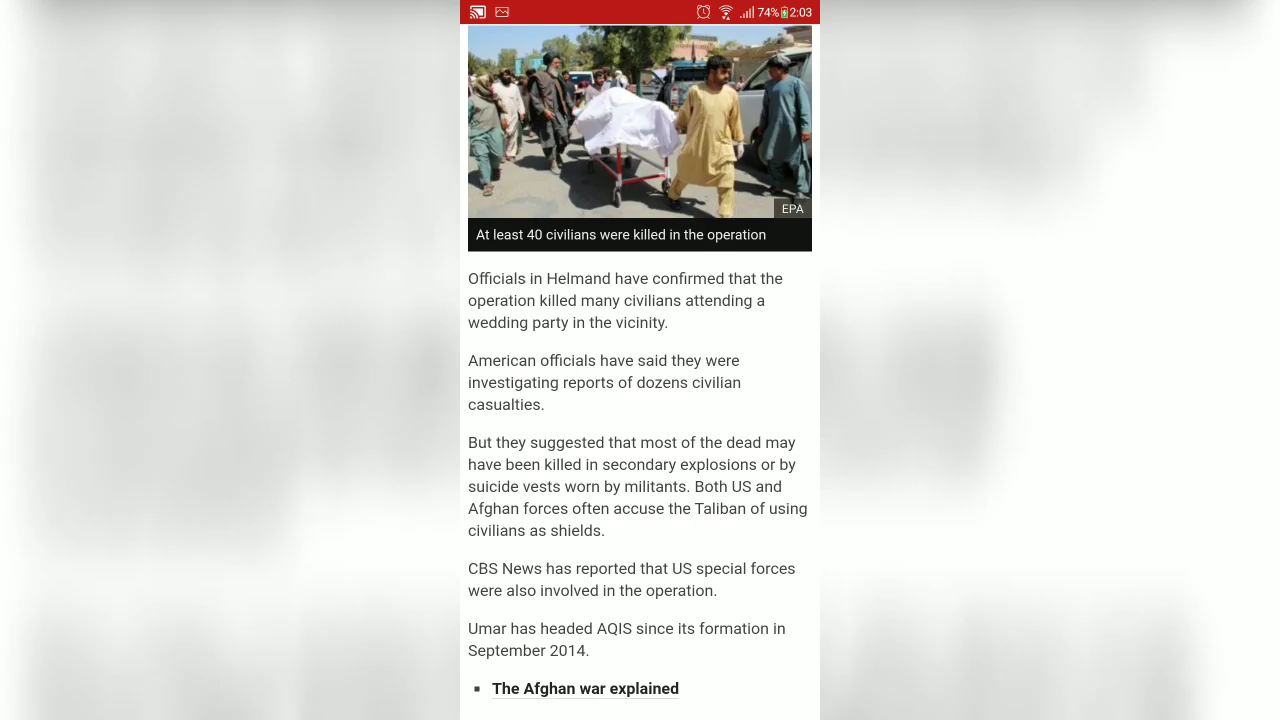 74% 2:03
EPA
At least 40 civilians were killed in the operation
Officials in Helmand have confirmed that the
operation killed many civilians attending a
wedding party in the vicinity.
American officials have said they were
investigating reports of dozens civilian
casualties.
But they suggested that most of the dead may
have been killed in secondary explosions or by
suicide vests worn by militants. Both US and
Afghan forces often accuse the Taliban of using
civilians as shields.
CBS News has reported that US special forces
were also involved in the operation.
Umar has headed AQIS since its formation in
September 2014.
The Afghan war explained